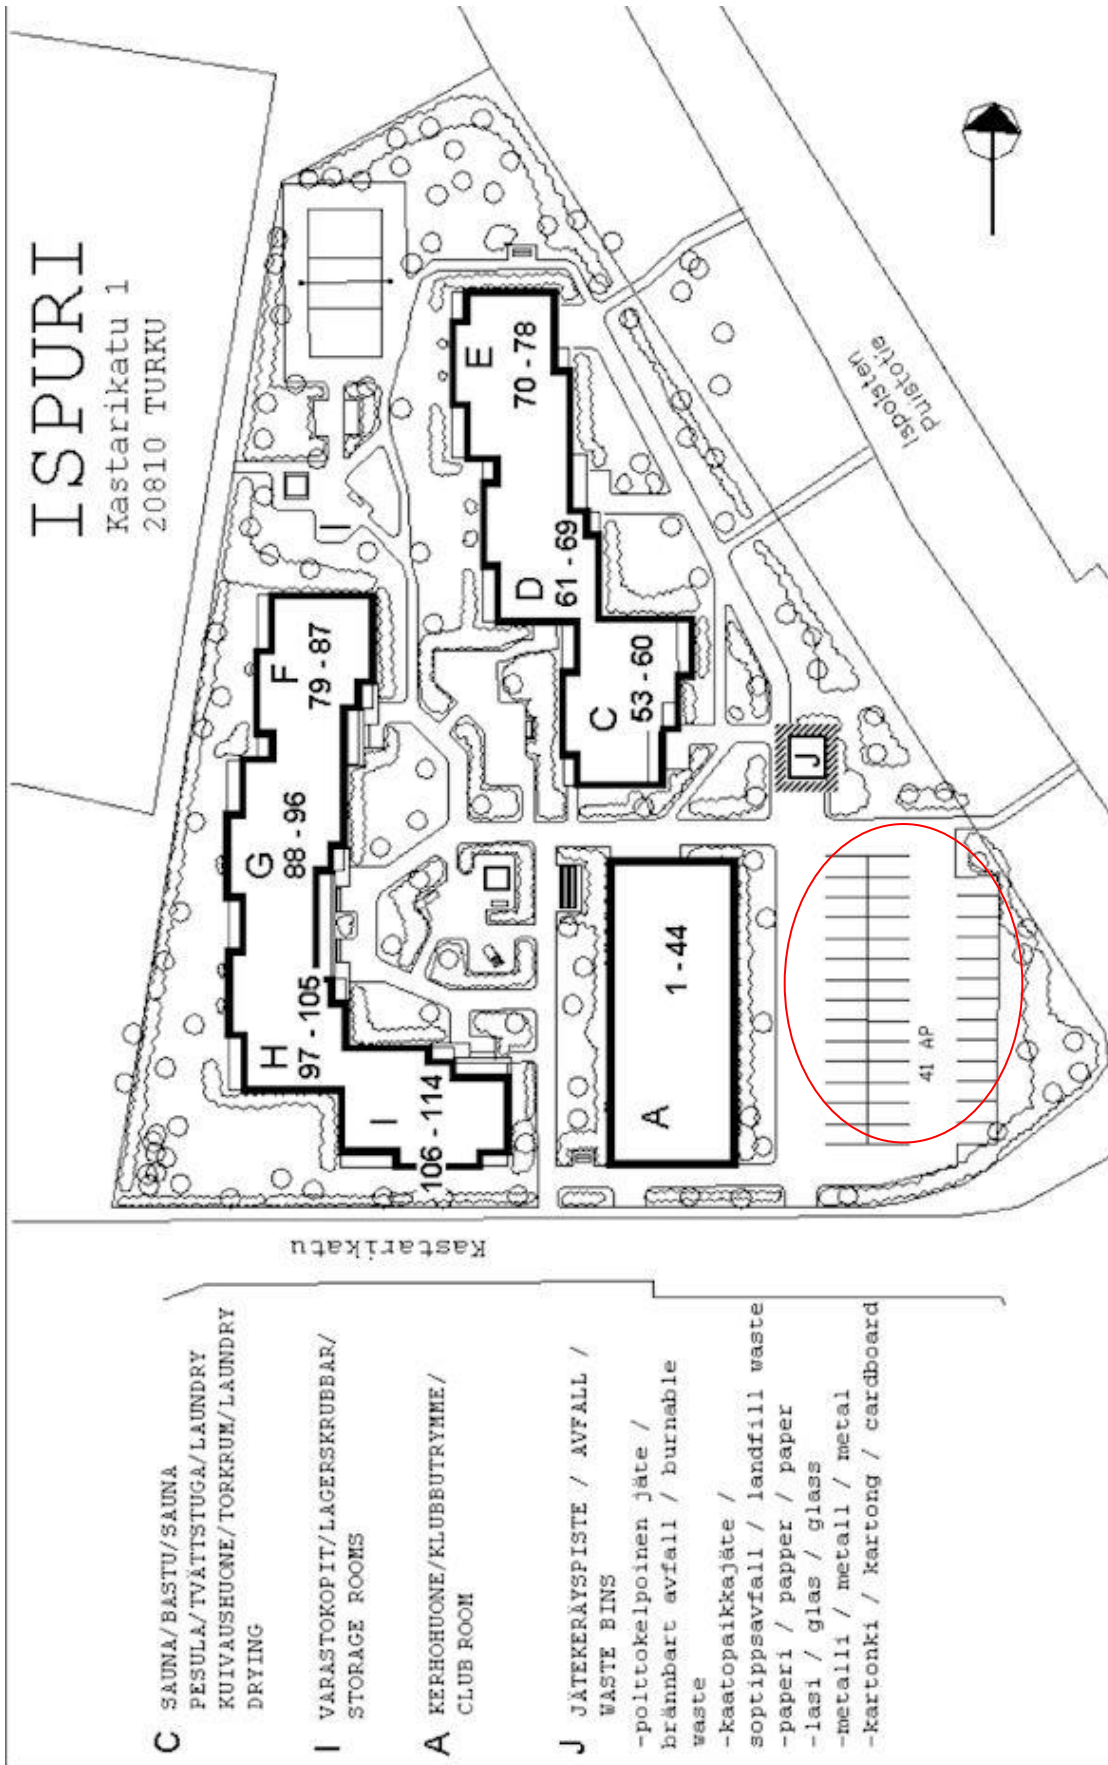 ISPURI
Kastarikatu 1
20810 TURKU
E
70 - 78
D
61 - 69
C
53 - 60
F
79 - 87
G
88 - 96
H
97 - 105
I
106 - 114
I
A
1 - 44
J
41 AP
Ispoisten
Puistotie
Kastarikatu
C SAUNA/BASTU/SAUNA
PESULA/TVÄTTSTUGA/LAUNDRY
KUIVAUSHUONE/TORKRUM/LAUNDRY
DRYING
I VARASTOKOPIT/LAGERSKRUBBAR/
STORAGE ROOMS
A KERHOHUONE/KLUBBUTRYMME/
CLUB ROOM
J JÄTEKERÄYSPISTE / AVFALL /
WASTE BINS
-polttokelpoinen jäte /
brännbart avfall / burnable
waste
-kaatopaikkajäte /
soptippsavfall / landfill waste
-paperi / papper / paper
-lasi / glas / glass
-metalli / metall / metal
-kartonki / kartong / cardboard